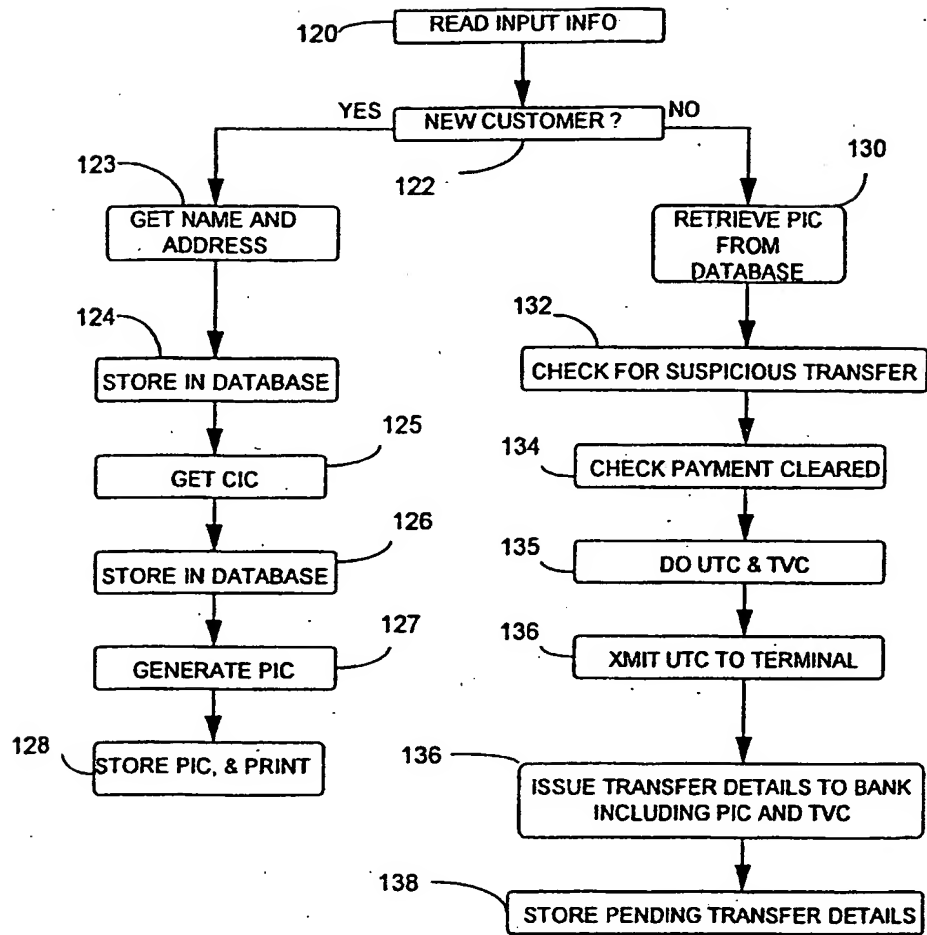 120
READ INPUT INFO
YES
NEW CUSTOMER ?
NO
122
123
GET NAME AND
ADDRESS
124
STORE IN DATABASE
125
GET CIC
126
STORE IN DATABASE
127
GENERATE PIC
128
STORE PIC, & PRINT
130
RETRIEVE PIC
FROM
DATABASE
132
CHECK FOR SUSPICIOUS TRANSFER
134
CHECK PAYMENT CLEARED
135
DO UTC & TVC
136
XMIT UTC TO TERMINAL
136
ISSUE TRANSFER DETAILS TO BANK
INCLUDING PIC AND TVC
138
STORE PENDING TRANSFER DETAILS